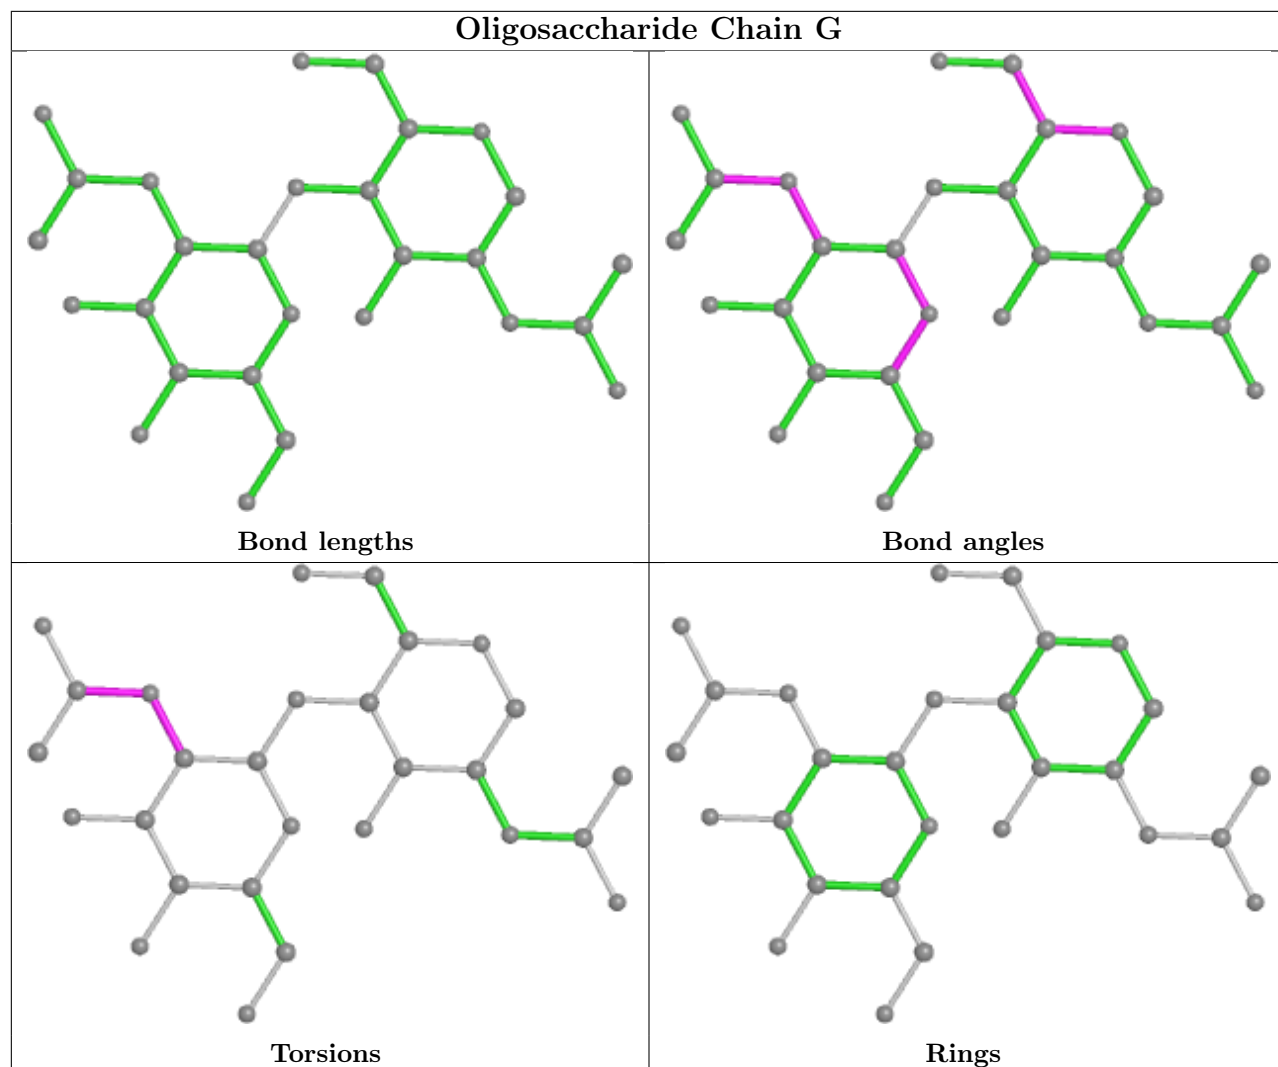 Oligosaccharide Chain G
Bond lengths
Bond angles
Torsions
Rings